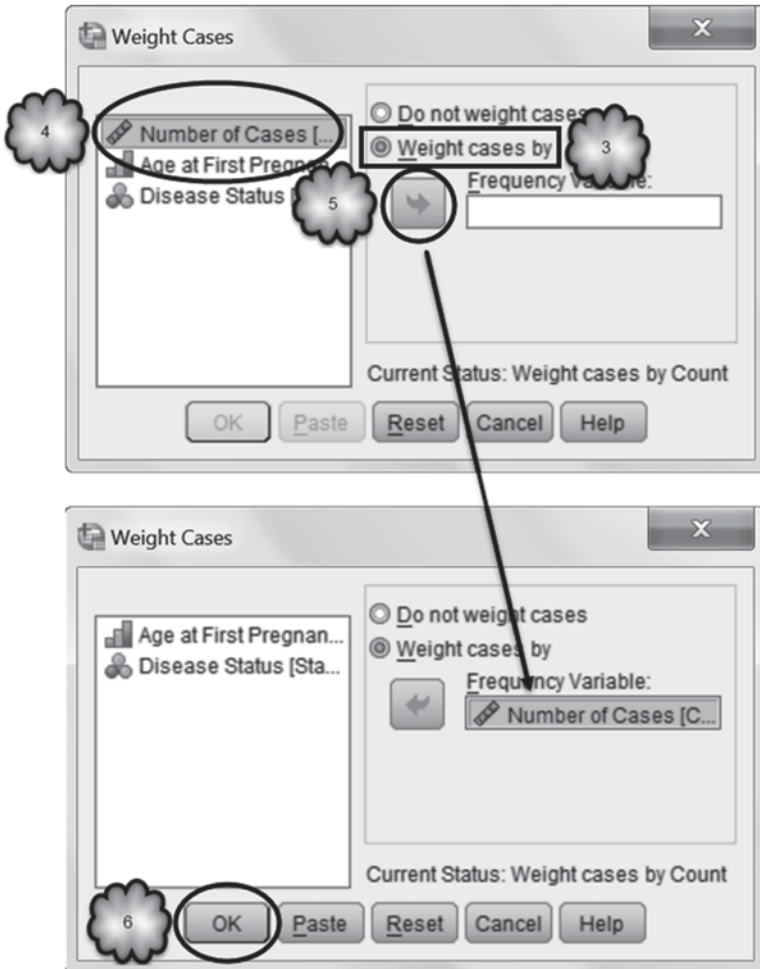 Weight Cases
X
4
Number of Cases [...
Do not weight cases
Weight cases by
3
Age at First
Disease Status
5
Frequency
Current Status: Weight cases by Count
OK
Paste
Reset
Cancel
Help
Weight Cases
X
Age at First Pregnan...
Disease Status [Sta...
Do not weight cases
Weight cases by
Frequency Variable:
Number of Cases [C...
Current Status: Weight cases by Count
6
OK
Paste
Reset
Cancel
Help